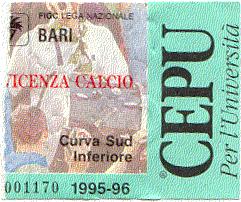 FIGC LEGA NAZIONALE
BARI
VICENZA CALCIO
Curva Sud
Inferiore
001170 1995-96
CEPU
Per l'Università